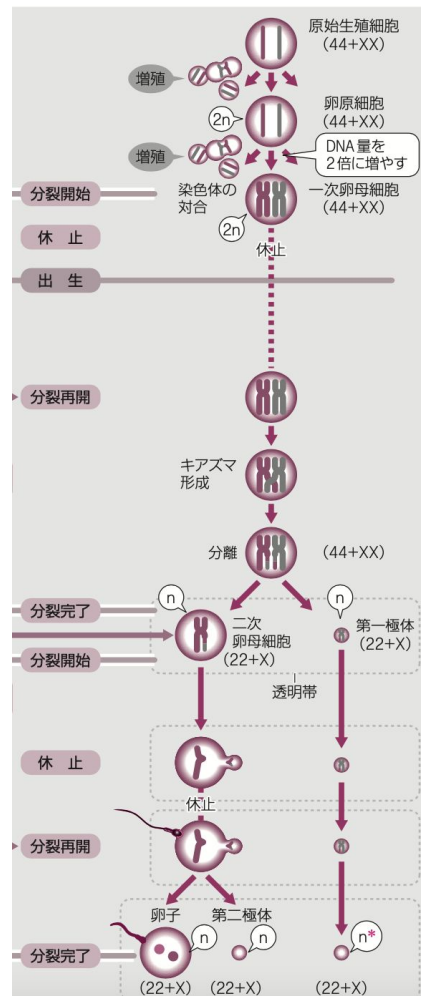 原始生殖細胞
(44+XX)
増殖
2n
卵原細胞
(44+XX)
DNA量を
2倍に増やす
増殖
分裂開始
染色体の
対合
一次卵母細胞
(44+XX)
2n
休 止
休止
出 生
分裂再開
キアズマ
形成
分離
(44+XX)
n
n
分裂完了
二次
卵母細胞
(22+X)
第一極体
(22+X)
分裂開始
透明帯
休 止
休止
分裂再開
卵子
第二極体
n
n
n*
分裂完了
(22+X)
(22+X)
(22+X)